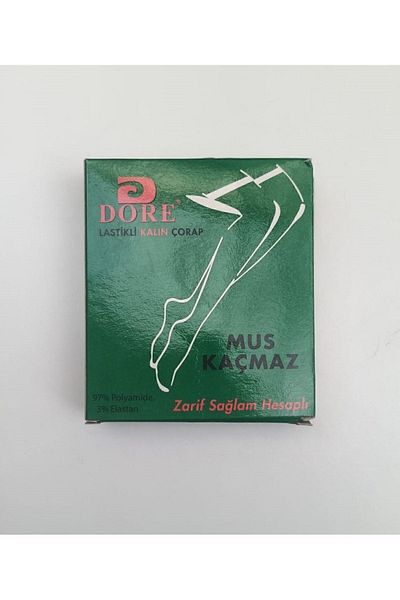 DORE®
LASTİKLİ KALIN ÇORAP
MUS
KAÇMAZ
97% Polyamide,
3% Elastan
Zarif Sağlam Hesaplı